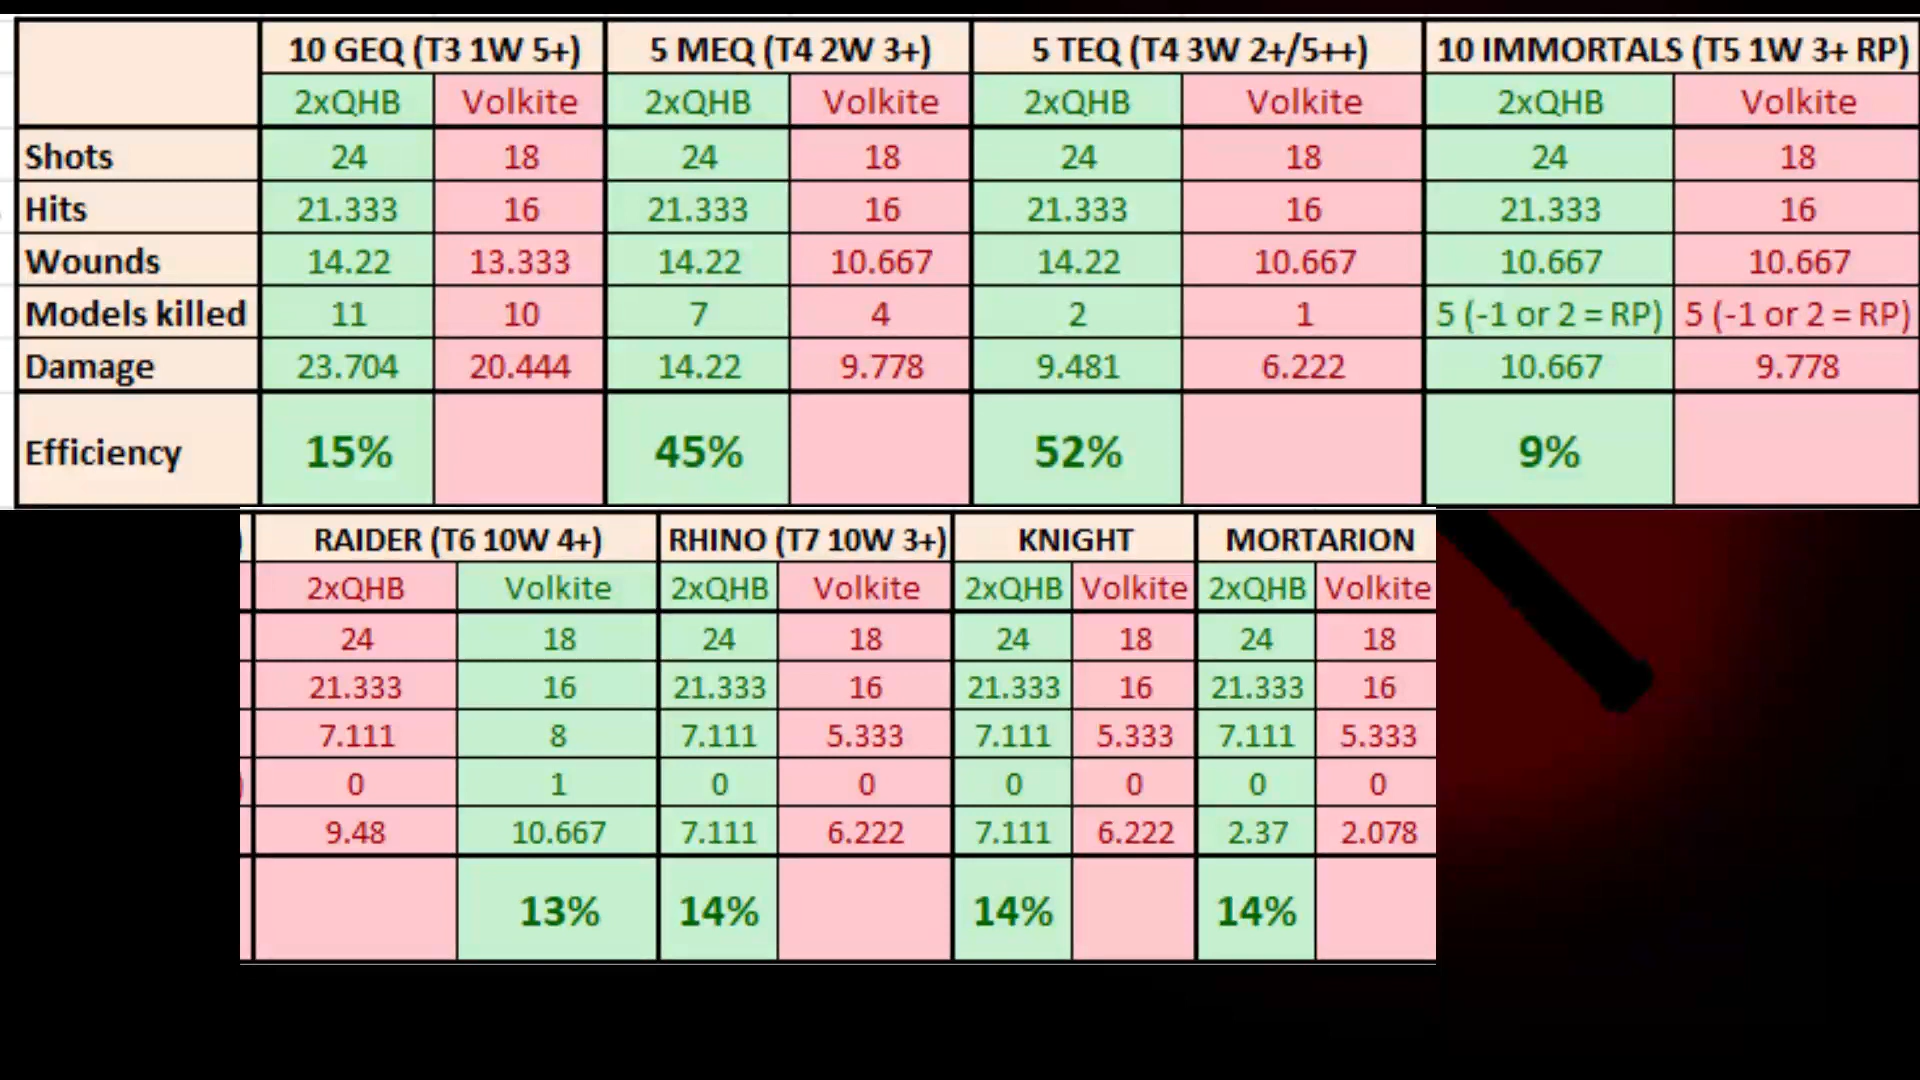 10 GEQ (T3 1W 5+) 5 MEQ (T4 2W 3+) 5 TEQ (T4 3W 2+/5++) 10 IMMORTALS (T5 1W 3+ RP)
2xQHB Volkite 2xQHB Volkite 2xQHB Volkite 2xQHB Volkite
Shots 24 18 24 18 24 18 24 18
Hits 21.333 16 21.333 16 21.333 16 21.333 16
Wounds 14.22 13.333 14.22 10.667 14.22 10.667 10.667 10.667
Models killed 11 10 7 4 2 1 5 (-1 or 2 = RP) 5 (-1 or 2 = RP)
Damage 23.704 20.444 14.22 9.778 9.481 6.222 10.667 9.778
Efficiency 15% 45% 52% 9%
) RAIDER (T6 10W 4+) RHINO (T7 10W 3+) KNIGHT MORTARION
2xQHB Volkite 2xQHB Volkite 2xQHB Volkite 2xQHB Volkite
24 18 24 18 24 18 24 18
21.333 16 21.333 16 21.333 16 21.333 16
7.111 8 7.111 5.333 7.111 5.333 7.111 5.333
) 0 1 0 0 0 0 0 0
9.48 10.667 7.111 6.222 7.111 6.222 2.37 2.078
13% 14% 14% 14%